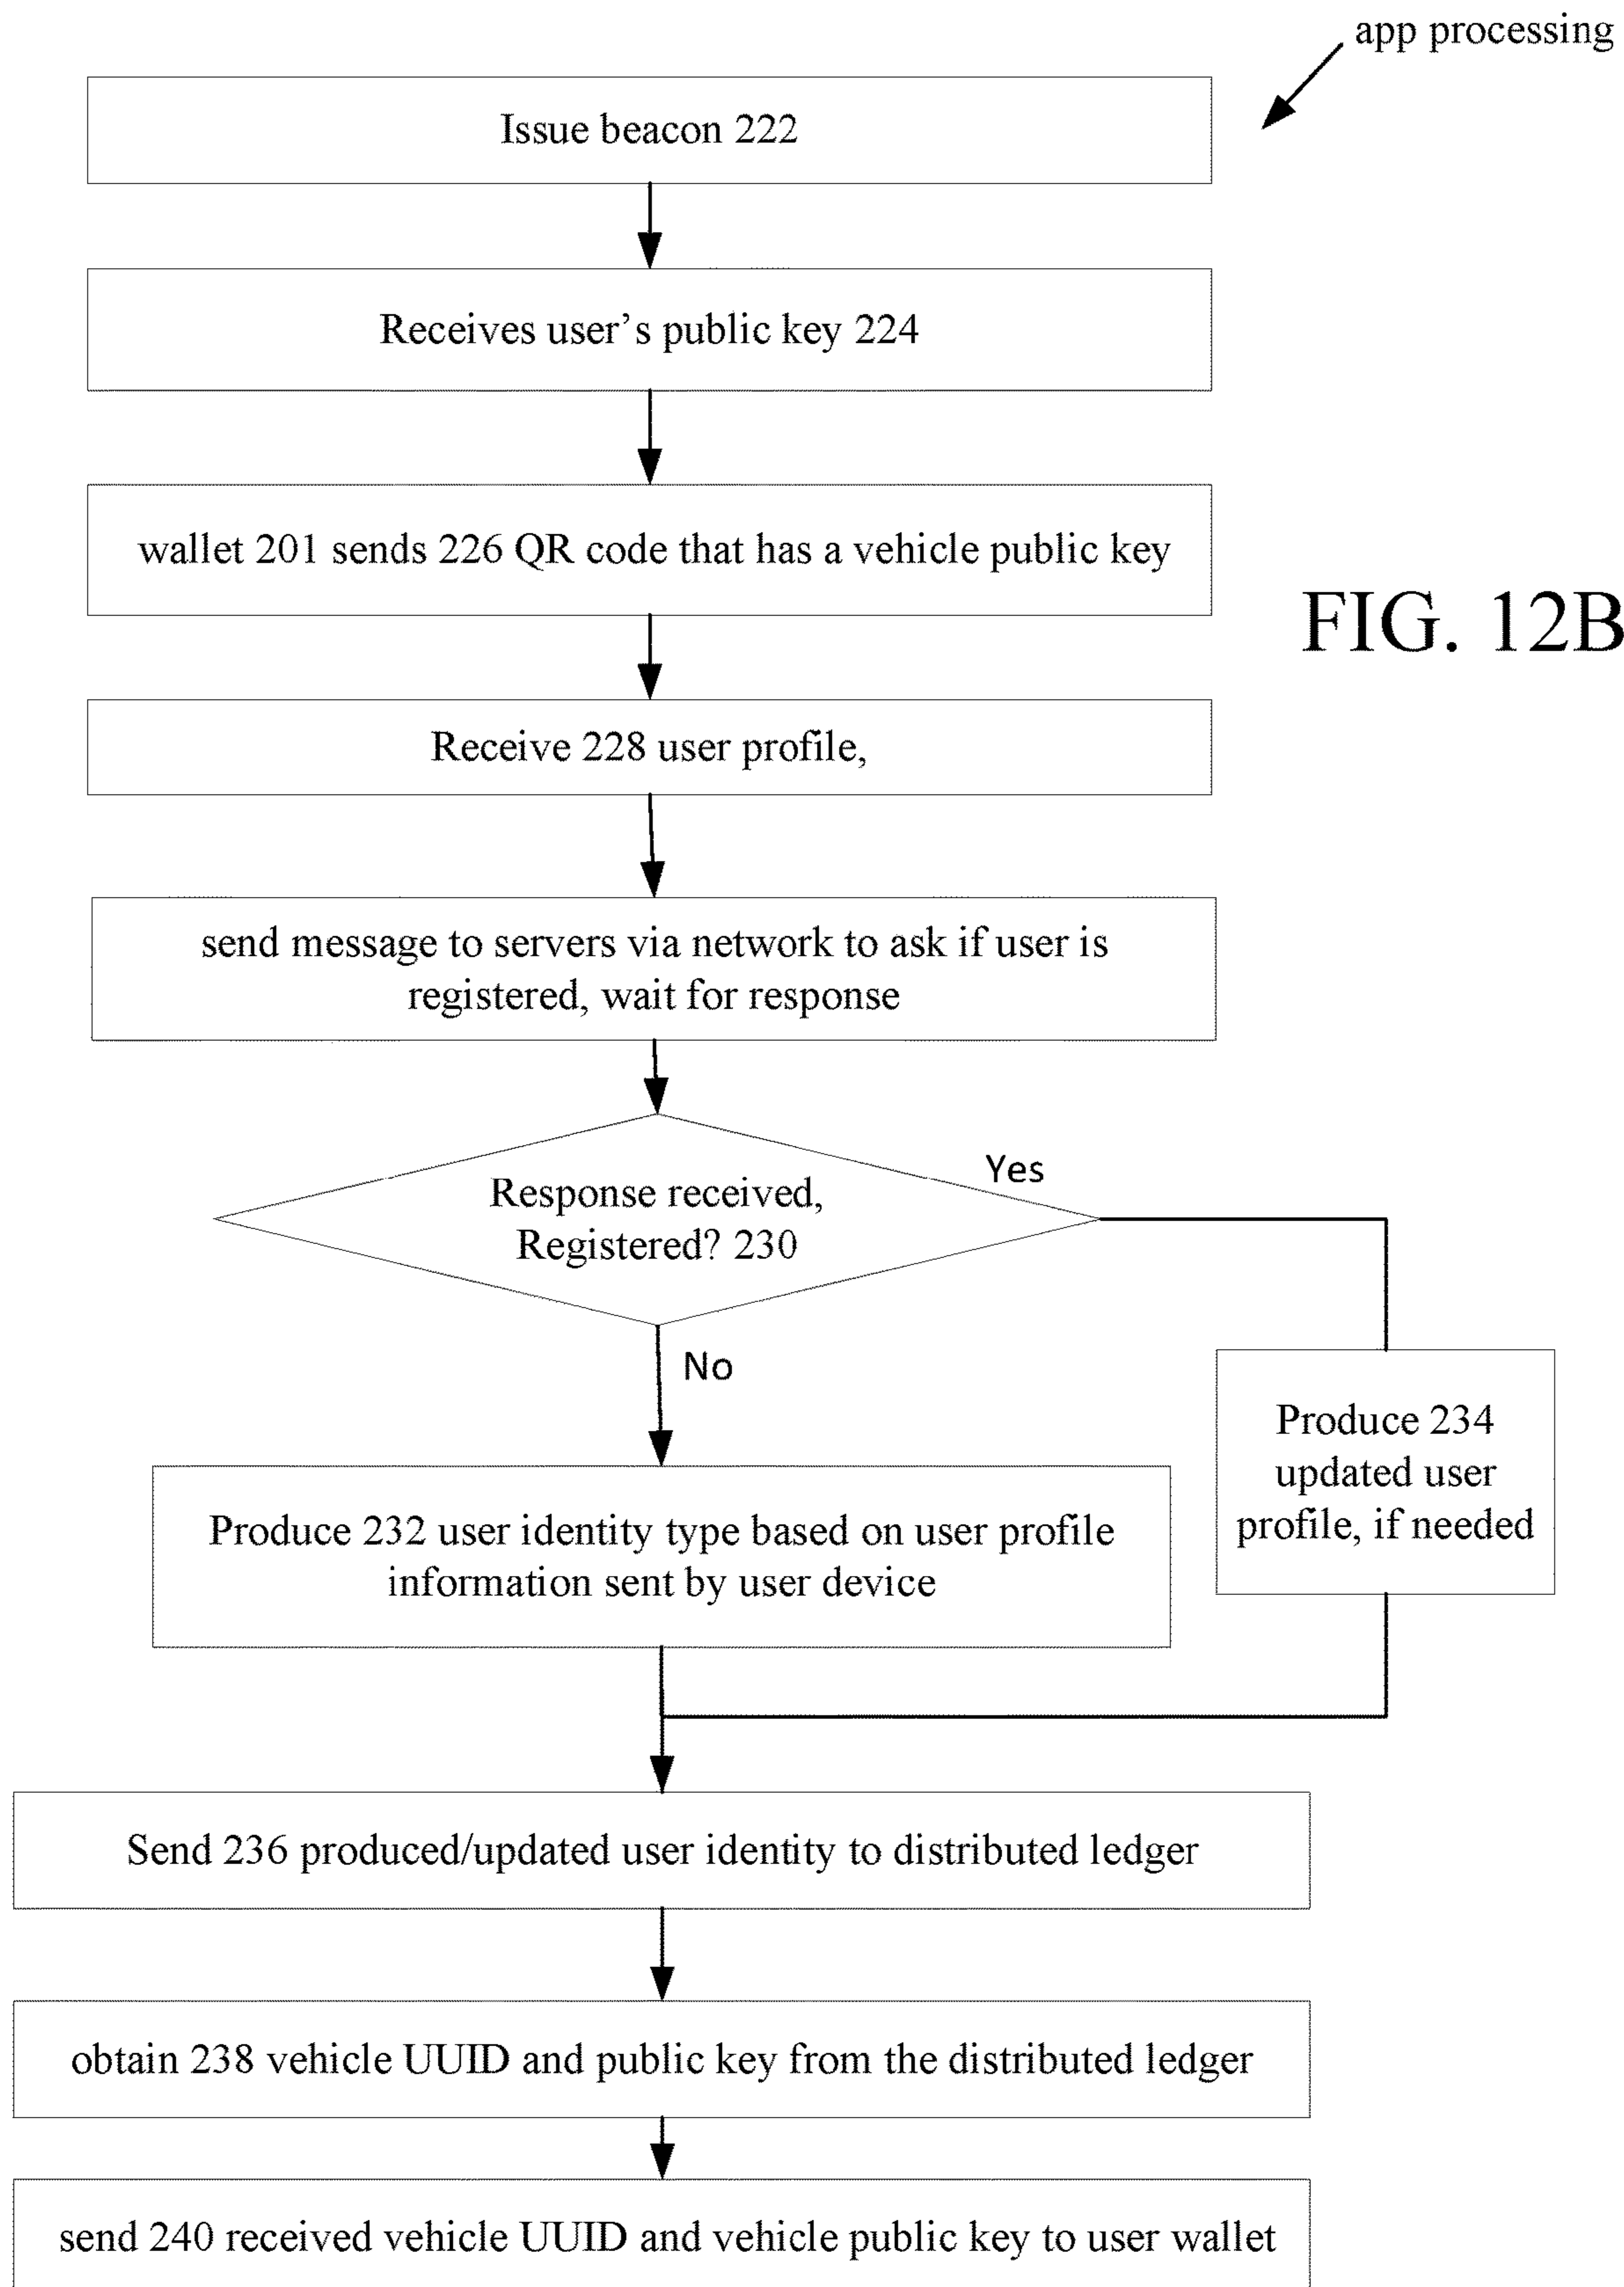 app processing
Issue beacon 222
Receives user’s public key 224
wallet 201 sends 226 QR code that has a vehicle public key
FIG. 12B
Receive 228 user profile,
send message to servers via network to ask if user is
registered, wait for response
Response received,
Registered? 230
Yes
No
Produce 234
updated user
profile, if needed
Produce 232 user identity type based on user profile
information sent by user device
Send 236 produced/updated user identity to distributed ledger
obtain 238 vehicle UUID and public key from the distributed ledger
send 240 received vehicle UUID and vehicle public key to user wallet